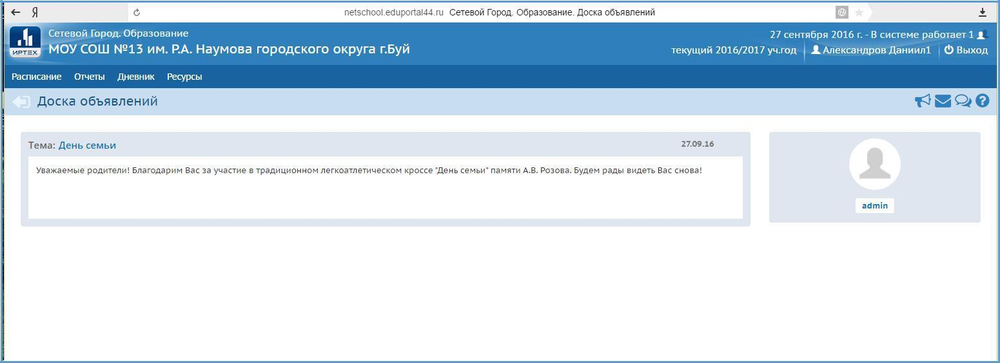 Я netschool.eduportal44.ru Сетевой Город. Образование. Доска объявлений
ИРТЕХ
Сетевой Город. Образование
МОУ СОШ №13 им. Р.А. Наумова городского округа г.Буй
27 сентября 2016 г. - В системе работает 1
текущий 2016/2017 уч.год Александров Даниил1 Выход
Расписание Отчеты Дневник Ресурсы
Доска объявлений
Тема: День семьи 27.09.16
Уважаемые родители! Благодарим Вас за участие в традиционном легкоатлетическом кроссе "День семьи" памяти А.В. Розова. Будем рады видеть Вас снова!
admin